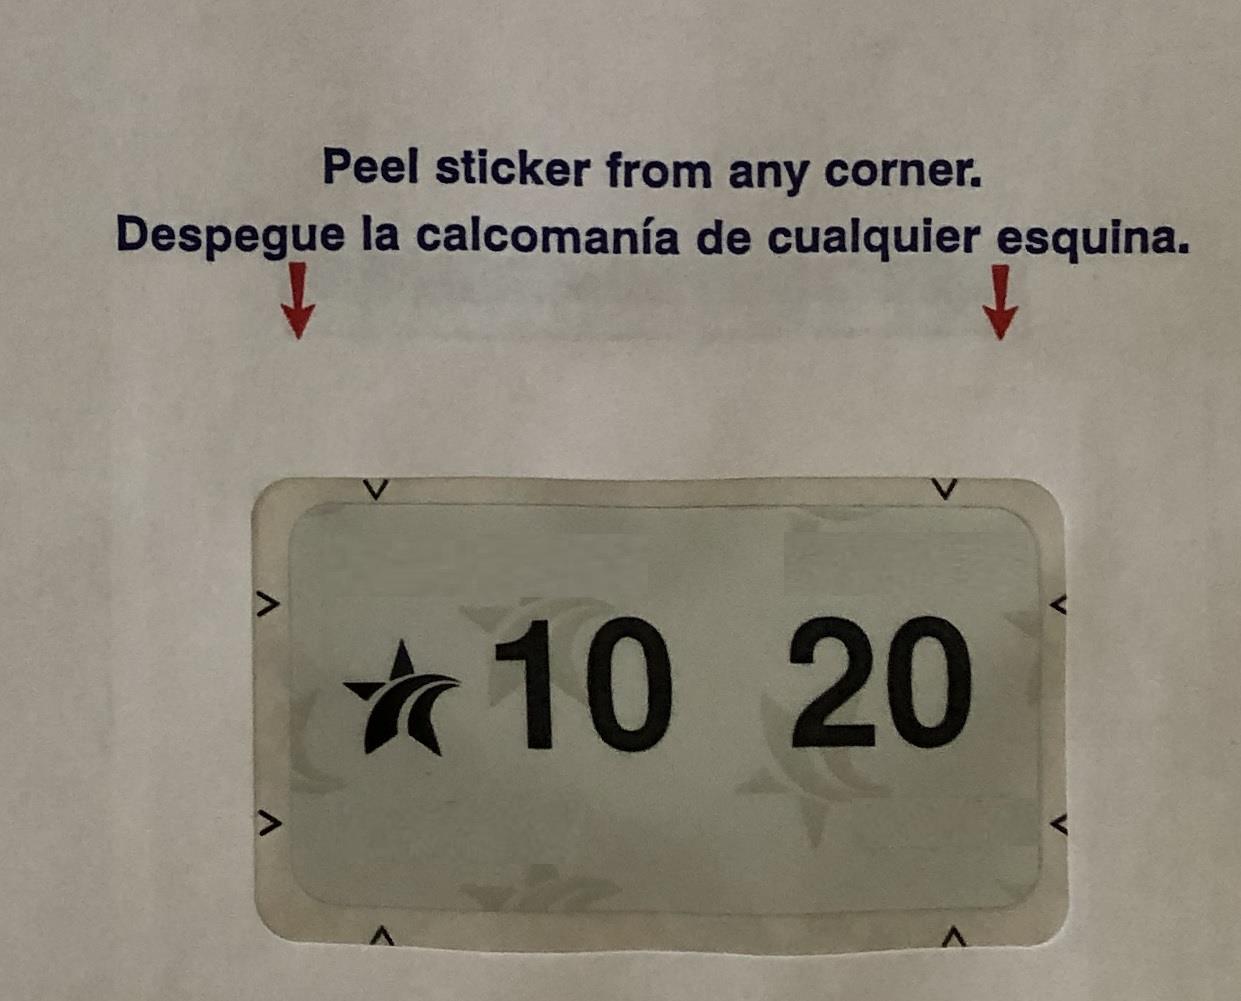 Peel sticker from any corner.
Despegue la calcomanía de cualquier esquina.
10 20